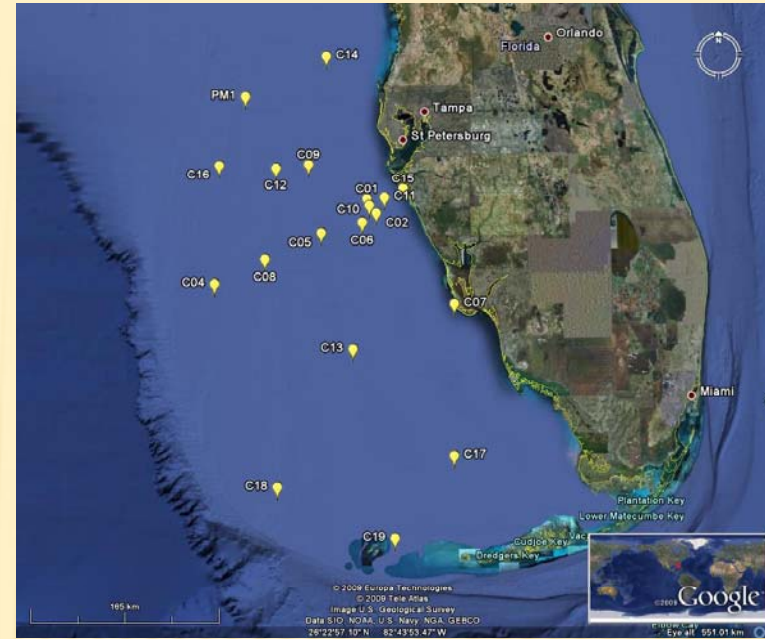 Orlando
Florida
N
C14
PM1
Tampa
St Petersburg
C09
C16
C12
C15
C01
C11
C10
C02
C06
C05
C08
C04
C07
C13
Miami
C17
C18
Plantation Key
Lower Matecumbe Key
C19
Cudjoe Key
Vac
Dredgers Key
© 2009 Europa Technologies
© 2009 Tele Atlas
Image U.S. Geological Survey
Data SIO, NOAA, U.S. Navy, NGA, GEBCO
©2009 Google
165 km
26°22'57.10" N 82°43'53.47" W
Eye alt 551.01 km